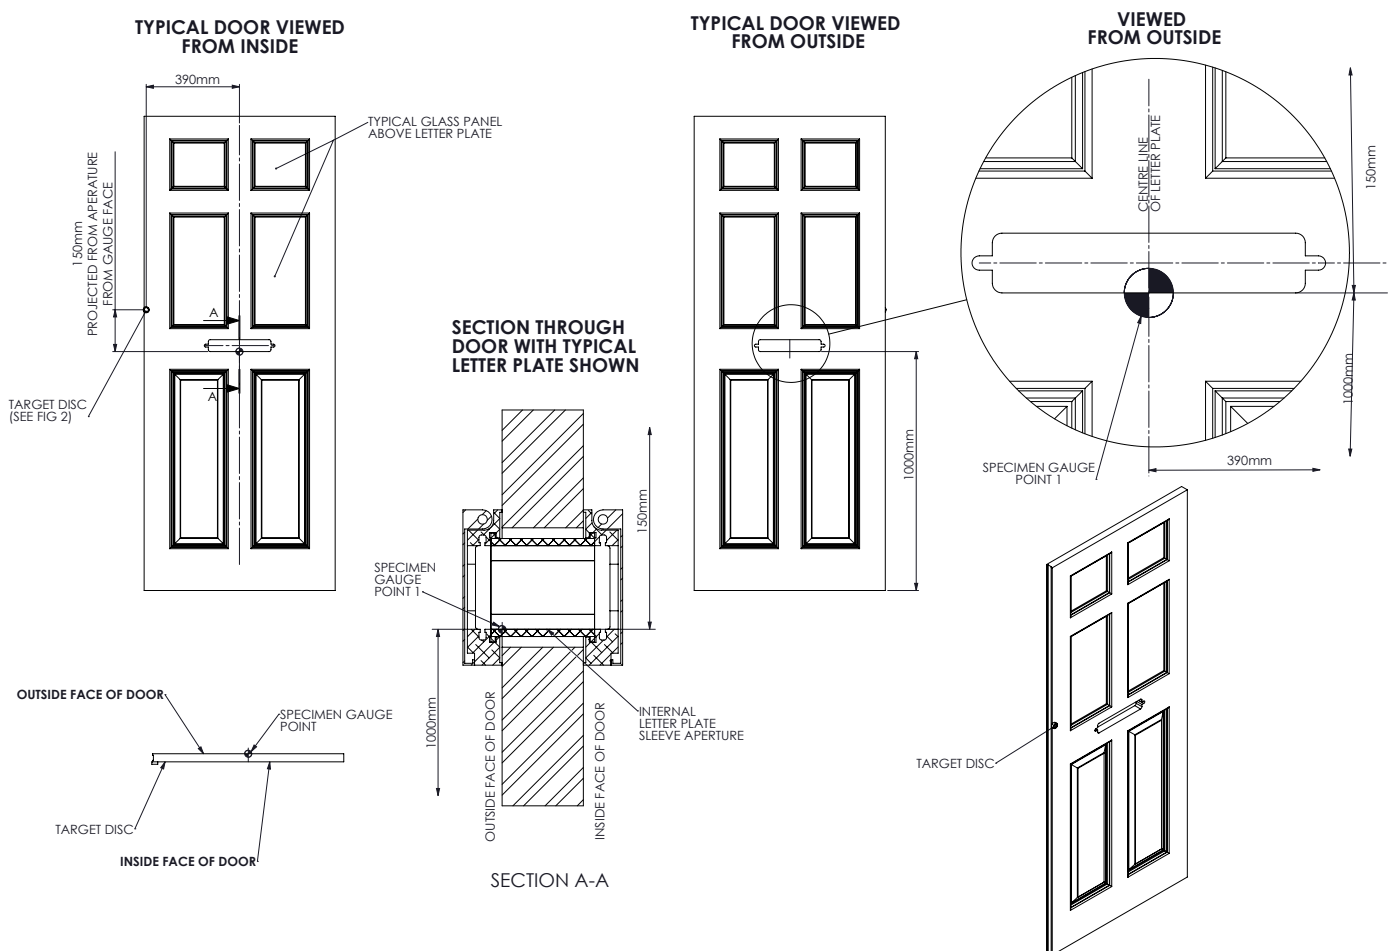 TYPICAL DOOR VIEWED
FROM INSIDE
390mm
TYPICAL GLASS PANEL
ABOVE LETTER PLATE
150mm
PROJECTED FROM APERATURE
FROM GAUGE FACE
A
A
TARGET DISC
(SEE FIG 2)
TYPICAL DOOR VIEWED
FROM OUTSIDE
1000mm
VIEWED
FROM OUTSIDE
CENTRE LINE
OF LETTER PLATE
150mm
1000mm
SPECIMEN GAUGE
POINT 1
390mm
SECTION THROUGH
DOOR WITH TYPICAL
LETTER PLATE SHOWN
150mm
SPECIMEN
GAUGE
POINT 1
1000mm
OUTSIDE FACE OF DOOR
INSIDE FACE OF DOOR
INTERNAL
LETTER PLATE
SLEEVE APERTURE
SECTION A-A
OUTSIDE FACE OF DOOR
SPECIMEN GAUGE
POINT
TARGET DISC
INSIDE FACE OF DOOR
TARGET DISC